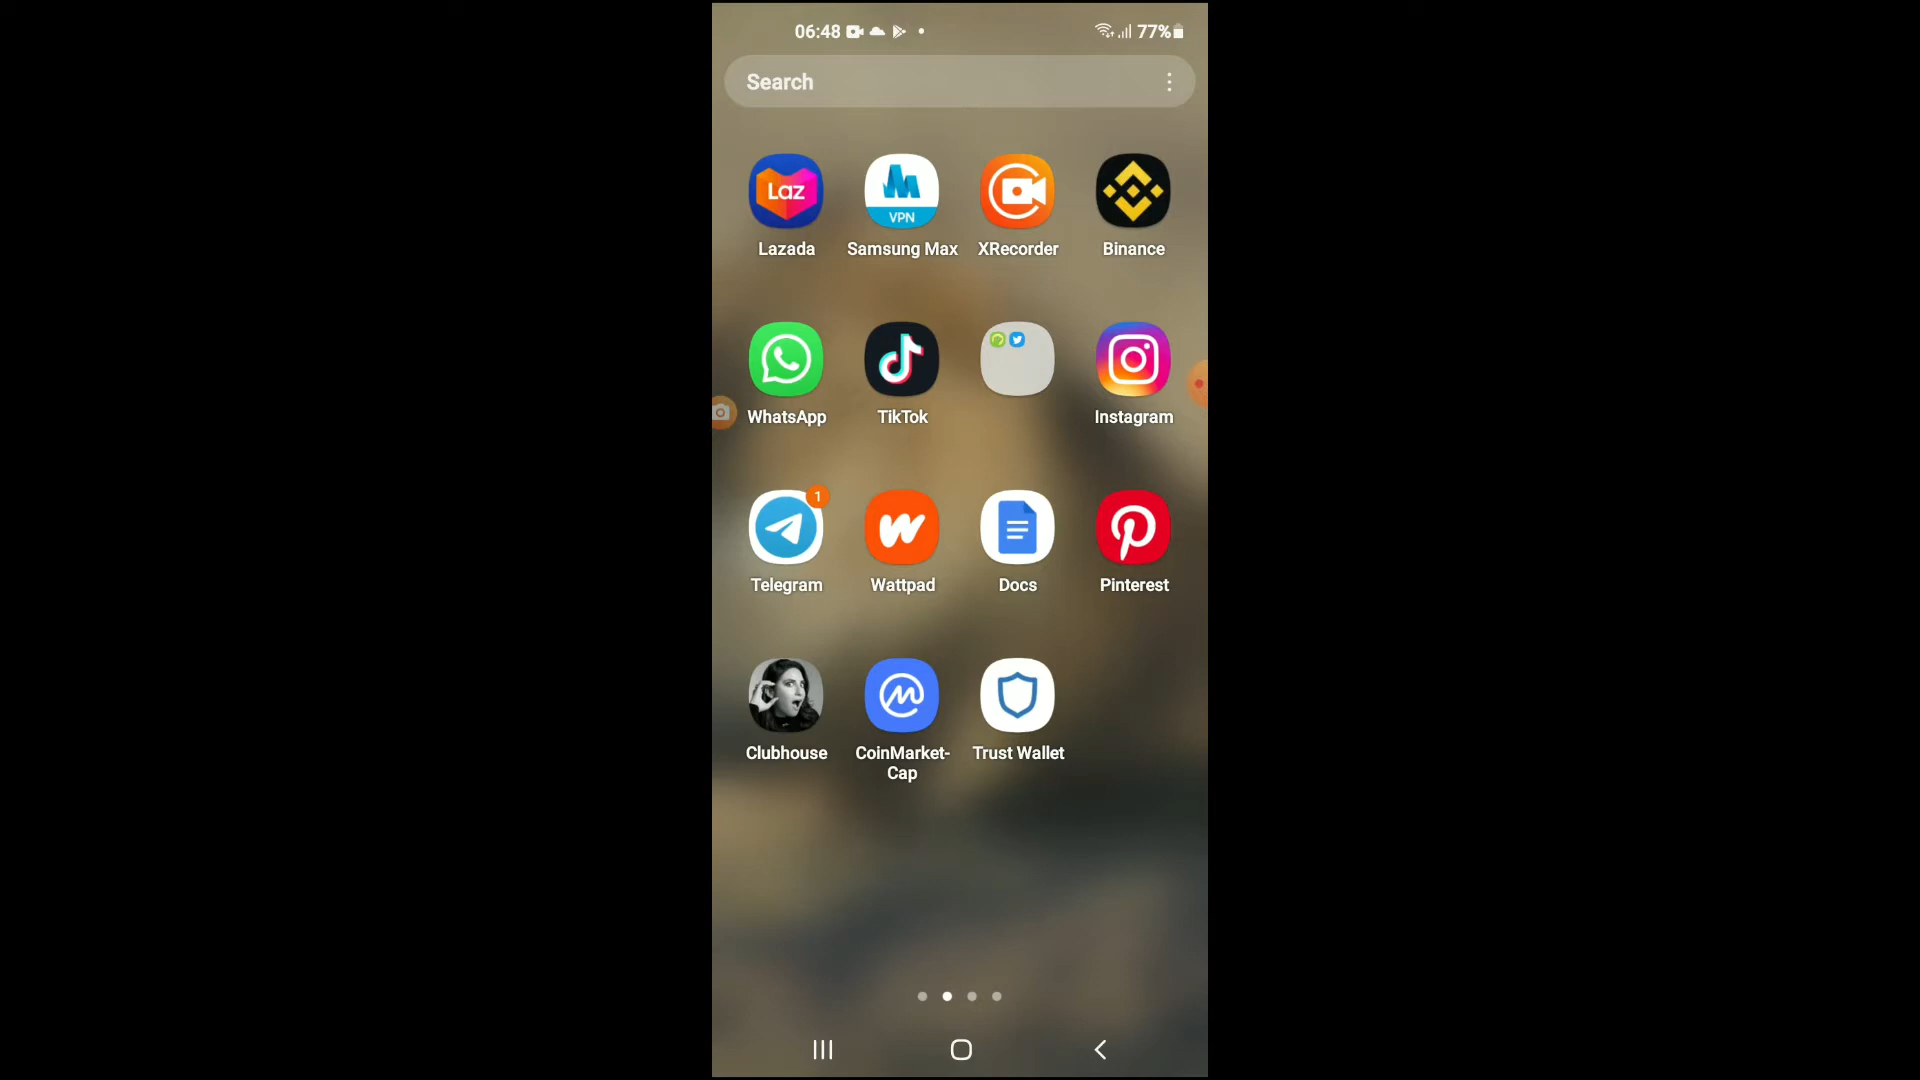 06:48 77%
Search
Laz
VPN
Lazada Samsung Max XRecorder Binance
WhatsApp TikTok Instagram
1
Telegram Wattpad Docs Pinterest
Clubhouse CoinMarket- Trust Wallet
Cap